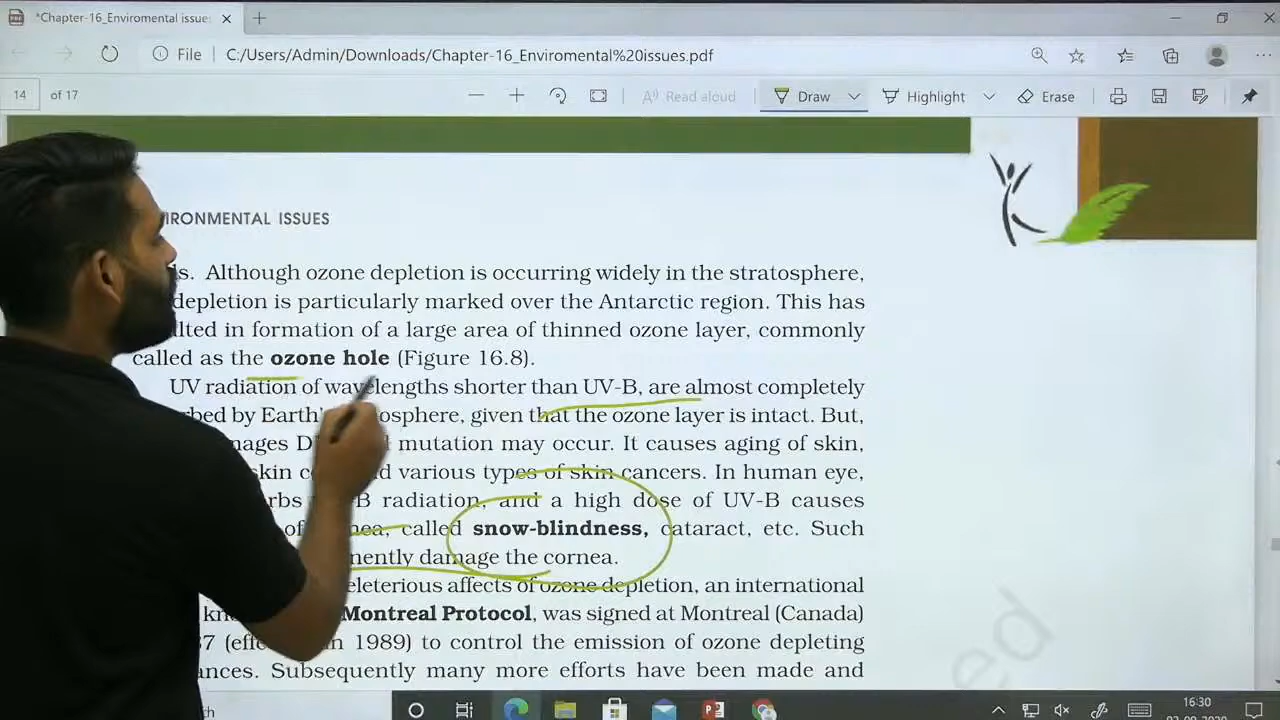 *Chapter-16_Enviromental issue:
File C:/Users/Admin/Downloads/Chapter-16_Enviromental%20issues.pdf
14 of 17 Read aloud Draw Highlight Erase
IRONMENTAL ISSUES
is. Although ozone depletion is occurring widely in the stratosphere,
depletion is particularly marked over the Antarctic region. This has
lted in formation of a large area of thinned ozone layer, commonly
called as the ozone hole (Figure 16.8).
UV radiation of wavelengths shorter than UV-B, are almost completely
rbed by Earth' osphere, given that the ozone layer is intact. But,
mages D mutation may occur. It causes aging of skin,
skin c d various types of skin cancers. In human eye,
rbs B radiation, and a high dose of UV-B causes
of nea, called snow-blindness, cataract, etc. Such
nently damage the cornea.
eleterious affects of ozone depletion, an international
kn Montreal Protocol, was signed at Montreal (Canada)
37 (effe in 1989) to control the emission of ozone depleting
ances. Subsequently many more efforts have been made and
ed
16:30